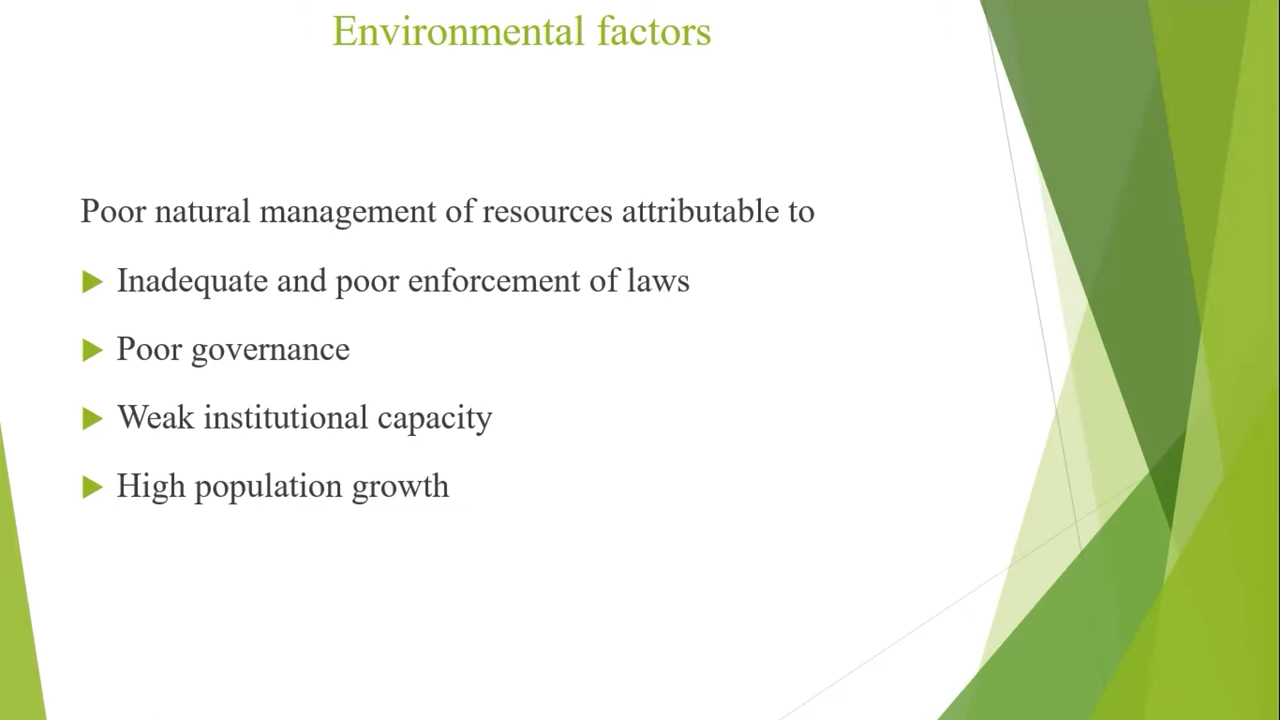 Environmental factors
Poor natural management of resources attributable to
Inadequate and poor enforcement of laws
Poor governance
Weak institutional capacity
High population growth